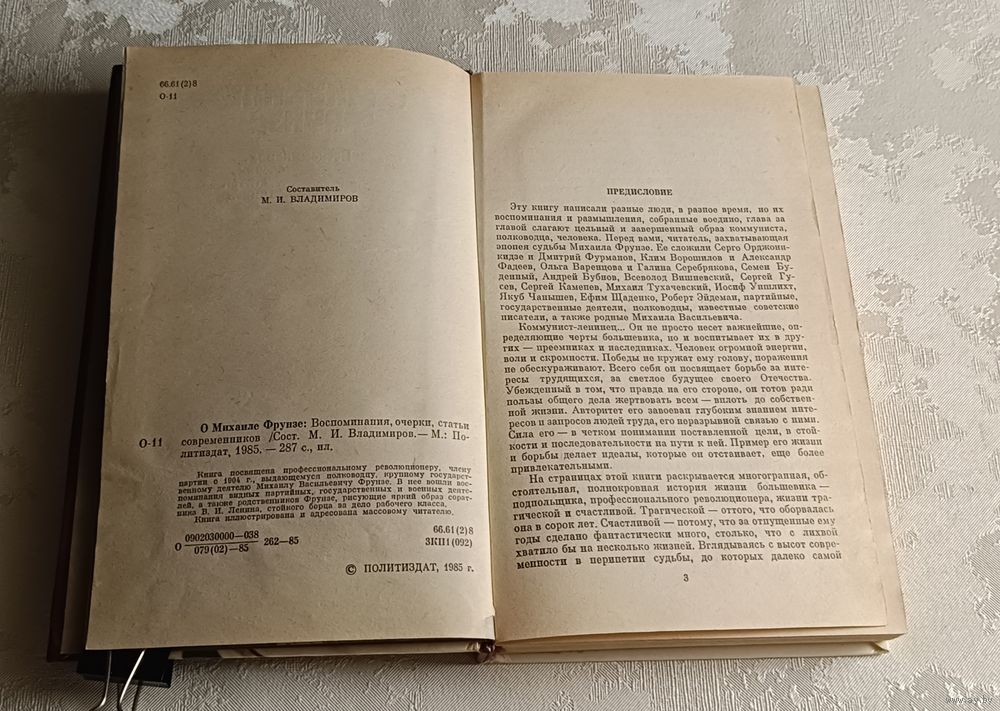 66.61(2)8
О-11
Составитель
М. И. ВЛАДИМИРОВ
О Михаиле Фрунзе: Воспоминания, очерки, статьи
О-11 современников /Сост. М. И. Владимиров.— М.: По-
литиздат, 1985. — 287 с., ил.
Книга посвящена профессиональному революционеру, члену
партии с 1904 г., выдающемуся полководцу, крупному государст-
венному деятелю Михаилу Васильевичу Фрунзе. В нее вошли вос-
поминания видных партийных, государственных и военных деяте-
лей, а также родственников Фрунзе, рисующие яркий образ сорат-
ника В. И. Ленина, стойкого борца за дело рабочего класса.
Книга иллюстрирована и адресована массовому читателю.
О 0902030000—038
079(02)—85
262—85
66.61(2)8
3КП1(092)
© ПОЛИТИЗДАТ, 1985 г.
ПРЕДИСЛОВИЕ
Эту книгу написали разные люди, в разное время, но их
воспоминания и размышления, собранные воедино, глава за
главой слагают цельный и завершенный образ коммуниста,
полководца, человека. Перед вами, читатель, захватывающая
эпопея судьбы Михаила Фрунзе. Ее сложили Серго Орджони-
кидзе и Дмитрий Фурманов, Клим Ворошилов и Александр
Фадеев, Ольга Варенцова и Галина Серебрякова, Семен Бу-
денный, Андрей Бубнов, Всеволод Вишневский, Сергей Гу-
сев, Сергей Каменев, Михаил Тухачевский, Иосиф Уншлихт,
Якуб Чанышев, Ефим Щаденко, Роберт Эйдеман, партийные,
государственные деятели, полководцы, известные советские
писатели, а также родные Михаила Васильевича.
Коммунист-ленинец... Он не просто несет важнейшие, оп-
ределяющие черты большевика, но и воспитывает их в дру-
гих — преемниках и наследниках. Человек огромной энергии,
воли и скромности. Победы не кружат ему голову, поражения
не обескураживают. Всего себя он посвящает борьбе за инте-
ресы трудящихся, за светлое будущее своего Отечества.
Убежденный в том, что правда на его стороне, он готов ради
пользы общего дела жертвовать всем — вплоть до собствен-
ной жизни. Авторитет его завоеван глубоким знанием инте-
ресов и запросов людей труда, его неразрывной связью с ними.
Сила его — в четком понимании поставленной цели, в стой-
кости и последовательности на пути к ней. Пример его жизни
и борьбы делает идеалы, которые он отстаивает, еще более
привлекательными.
На страницах этой книги раскрывается многогранная, об-
стоятельная, полнокровная история жизни большевика —
подпольщика, профессионального революционера, жизни тра-
гической и счастливой. Трагической — оттого, что оборвалась
она в сорок лет. Счастливой — потому, что за отпущенные ему
годы сделано фантастически много, столько, что с лихвой
хватило бы на несколько жизней. Вглядываясь с высот совре-
менности в перипетии судьбы, до которых далеко самой
3